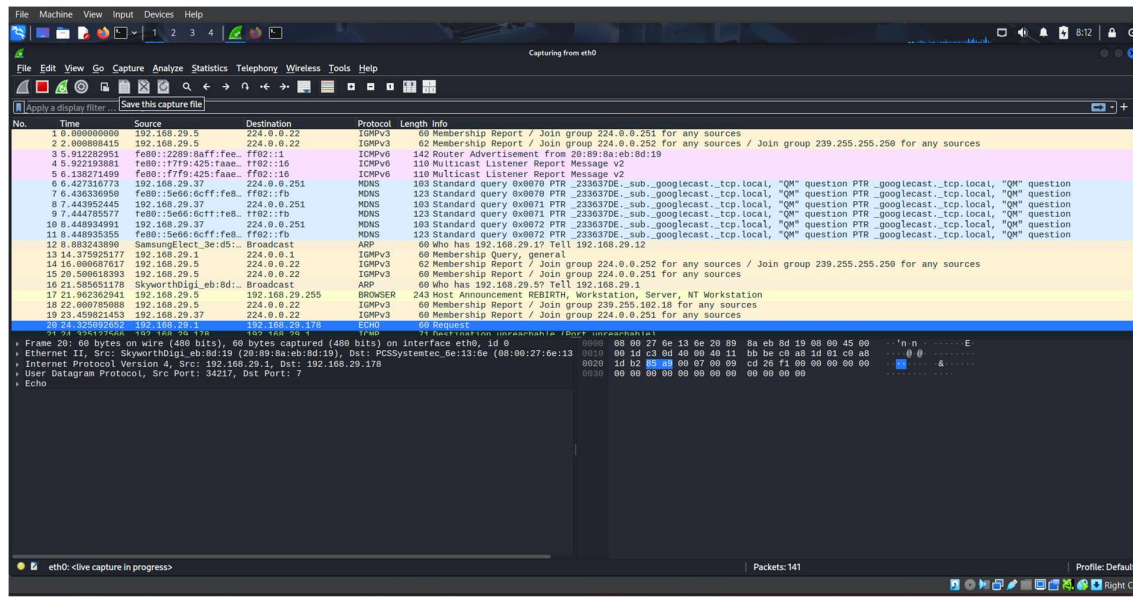 File Machine View Input Devices Help
1 2 3 4 8:12
Capturing from eth0
File Edit View Go Capture Analyze Statistics Telephony Wireless Tools Help
Apply a display filter ... Save this capture file
No. Time Source Destination Protocol Length Info
1 0.000000000 192.168.29.5 224.0.0.22 IGMPv3 60 Membership Report / Join group 224.0.0.251 for any sources
2 2.000808415 192.168.29.5 224.0.0.22 IGMPv3 62 Membership Report / Join group 224.0.0.252 for any sources / Join group 239.255.255.250 for any sources
3 5.912282951 fe80::2289:8aff:fee… ff02::1 ICMPv6 142 Router Advertisement from 20:89:8a:eb:8d:19
4 5.922193881 fe80::f7f9:425:faae… ff02::16 ICMPv6 110 Multicast Listener Report Message v2
5 6.138271499 fe80::f7f9:425:faae… ff02::16 ICMPv6 110 Multicast Listener Report Message v2
6 6.427316773 192.168.29.37 224.0.0.251 MDNS 103 Standard query 0x0070 PTR _233637DE._sub._googlecast._tcp.local, "QM" question PTR _googlecast._tcp.local, "QM" question
7 6.436336950 fe80::5e66:6cff:fe8… ff02::fb MDNS 123 Standard query 0x0070 PTR _233637DE._sub._googlecast._tcp.local, "QM" question PTR _googlecast._tcp.local, "QM" question
8 7.443952445 192.168.29.37 224.0.0.251 MDNS 103 Standard query 0x0071 PTR _233637DE._sub._googlecast._tcp.local, "QM" question PTR _googlecast._tcp.local, "QM" question
9 7.444785577 fe80::5e66:6cff:fe8… ff02::fb MDNS 123 Standard query 0x0071 PTR _233637DE._sub._googlecast._tcp.local, "QM" question PTR _googlecast._tcp.local, "QM" question
10 8.448934991 192.168.29.37 224.0.0.251 MDNS 103 Standard query 0x0072 PTR _233637DE._sub._googlecast._tcp.local, "QM" question PTR _googlecast._tcp.local, "QM" question
11 8.448935355 fe80::5e66:6cff:fe8… ff02::fb MDNS 123 Standard query 0x0072 PTR _233637DE._sub._googlecast._tcp.local, "QM" question PTR _googlecast._tcp.local, "QM" question
12 8.883243890 SamsungElect_3e:d5:… Broadcast ARP 60 Who has 192.168.29.1? Tell 192.168.29.12
13 14.375925177 192.168.29.1 224.0.0.1 IGMPv3 60 Membership Query, general
14 16.000687617 192.168.29.5 224.0.0.22 IGMPv3 62 Membership Report / Join group 224.0.0.252 for any sources / Join group 239.255.255.250 for any sources
15 20.500618393 192.168.29.5 224.0.0.22 IGMPv3 60 Membership Report / Join group 224.0.0.251 for any sources
16 21.585651178 SkyworthDigi_eb:8d:… Broadcast ARP 60 Who has 192.168.29.5? Tell 192.168.29.1
17 21.902362941 192.168.29.5 192.168.29.255 BROWSER 243 Host Announcement REBIRTH, Workstation, Server, NT Workstation
18 22.000785088 192.168.29.5 224.0.0.22 IGMPv3 60 Membership Report / Join group 239.255.102.18 for any sources
19 23.459821453 192.168.29.37 224.0.0.22 IGMPv3 60 Membership Report / Join group 224.0.0.251 for any sources
20 24.325092652 192.168.29.1 192.168.29.178 ECHO 60 Request
21 24.325127566 192.168.29.178 192.168.29.1 ICMP 71 Destination unreachable (Port unreachable)
Frame 20: 60 bytes on wire (480 bits), 60 bytes captured (480 bits) on interface eth0, id 0
Ethernet II, Src: SkyworthDigi_eb:8d:19 (20:89:8a:eb:8d:19), Dst: PCSSystemtec_6e:13:6e (08:00:27:6e:13
Internet Protocol Version 4, Src: 192.168.29.1, Dst: 192.168.29.178
User Datagram Protocol, Src Port: 34217, Dst Port: 7
Echo
0000 08 00 27 6e 13 6e 20 89 8a eb 8d 19 08 00 45 00 ··'n·n · ······E·
0010 00 1d c3 0d 40 00 40 11 bb be c0 a8 1d 01 c0 a8 ····@·@· ········
0020 1d b2 85 a9 00 07 00 09 cd 26 f1 00 00 00 00 00 ········ ·&······
0030 00 00 00 00 00 00 00 00 00 00 00 00 ········ ····
eth0: <live capture in progress> Packets: 141 Profile: Default
Right C